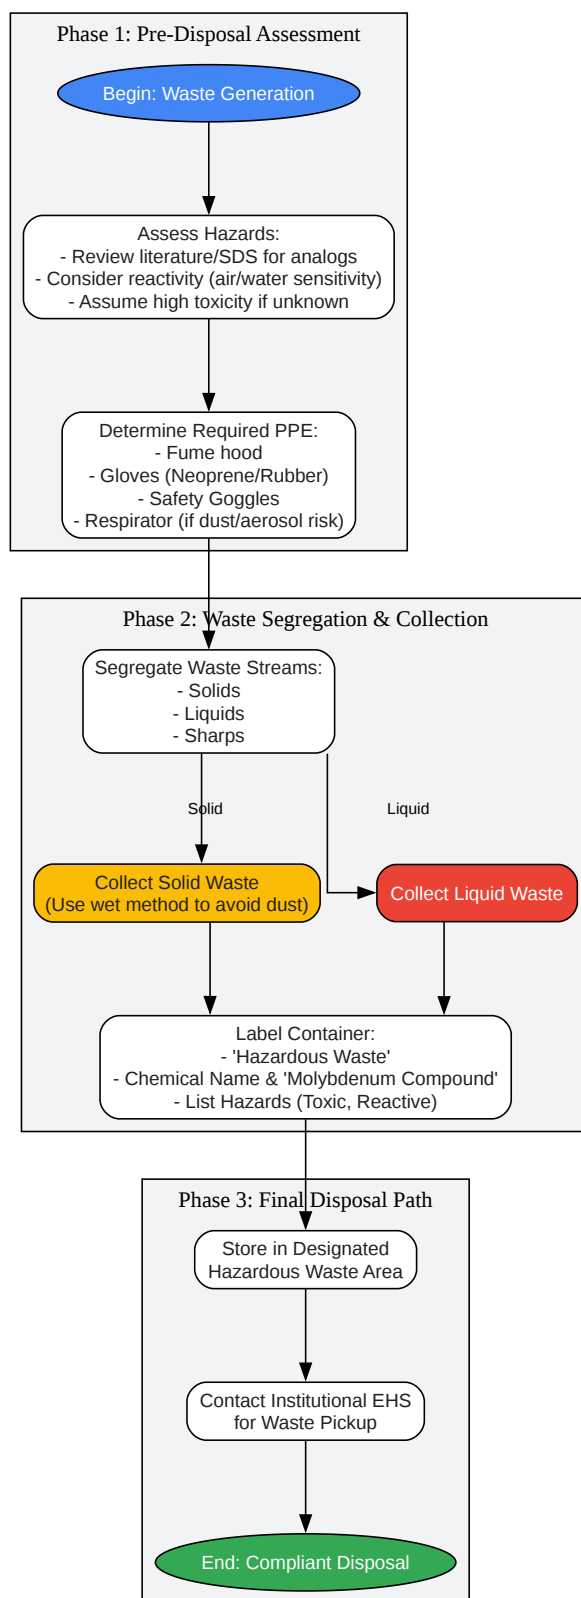 Phase 1: Pre-Disposal Assessment
Begin: Waste Generation
Assess Hazards:
- Review literature/SDS for analogs
- Consider reactivity (air/water sensitivity)
- Assume high toxicity if unknown
Determine Required PPE:
- Fume hood
- Gloves (Neoprene/Rubber)
- Safety Goggles
- Respirator (if dust/aerosol risk)
Phase 2: Waste Segregation & Collection
Segregate Waste Streams:
- Solids
- Liquids
- Sharps
Solid
Liquid
Collect Solid Waste
(Use wet method to avoid dust)
Collect Liquid Waste
Label Container:
- 'Hazardous Waste'
- Chemical Name & 'Molybdenum Compound'
- List Hazards (Toxic, Reactive)
Phase 3: Final Disposal Path
Store in Designated
Hazardous Waste Area
Contact Institutional EHS
for Waste Pickup
End: Compliant Disposal